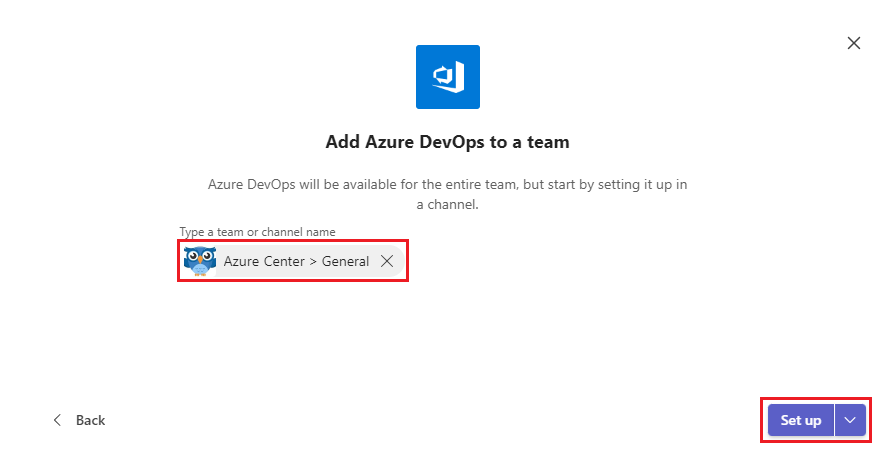 Add Azure DevOps to a team
Azure DevOps will be available for the entire team, but start by setting it up in
a channel.
Type a team or channel name
Azure Center > General
Back
Set up